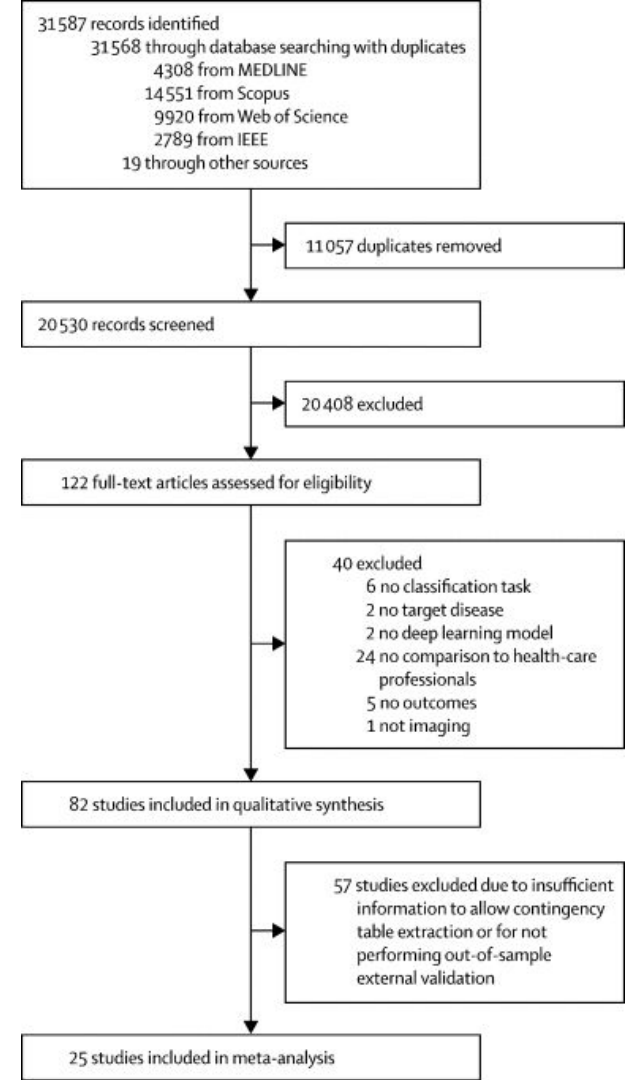 31587 records identified
31568 through database searching with duplicates
4308 from MEDLINE
14551 from Scopus
9920 from Web of Science
2789 from IEEE
19 through other sources
11057 duplicates removed
20530 records screened
20408 excluded
122 full-text articles assessed for eligibility
40 excluded
6 no classification task
2 no target disease
2 no deep learning model
24 no comparison to health-care
professionals
5 no outcomes
1 not imaging
82 studies included in qualitative synthesis
57 studies excluded due to insufficient
information to allow contingency
table extraction or for not
performing out-of-sample
external validation
25 studies included in meta-analysis